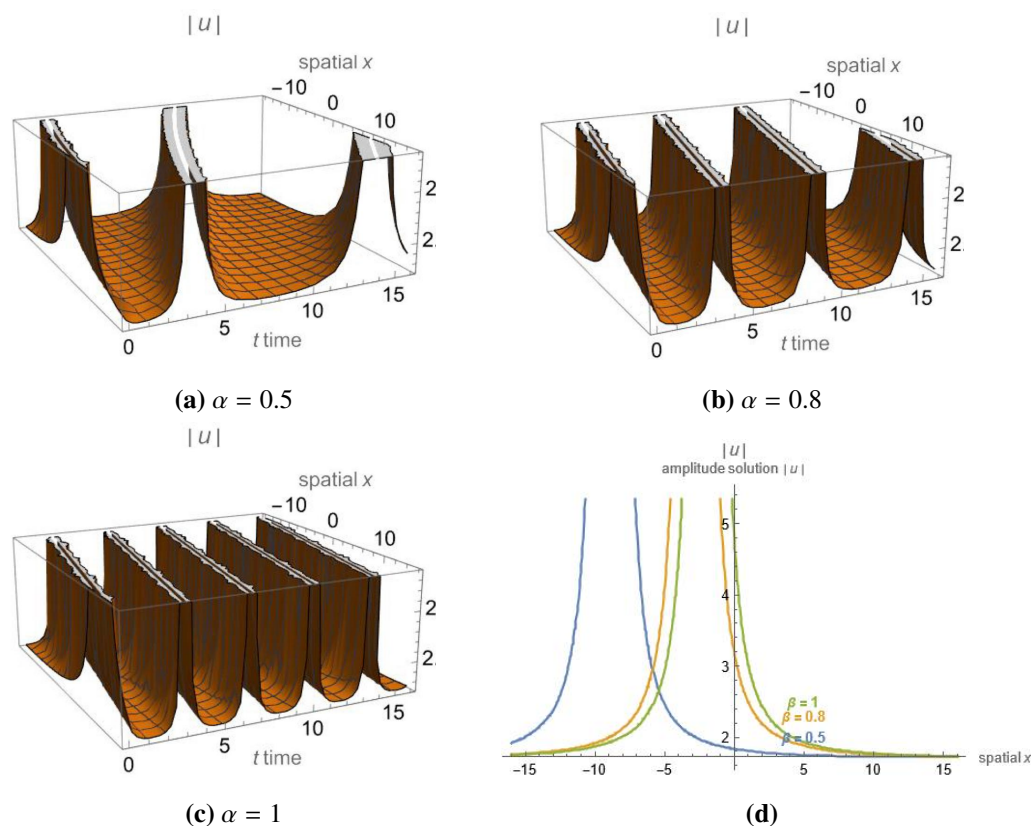 |u|
spatial x
−10
0
10
2
2.
0
5
10
15
t time
(a) α = 0.5
|u|
spatial x
−10
0
10
2
2.
0
5
10
15
t time
(b) α = 0.8
|u|
spatial x
−10
0
10
2
2.
0
5
10
15
t time
(c) α = 1
|u|
amplitude solution |u|
5
4
3
2
β = 1
β = 0.8
β = 0.5
−15 −10 −5 5 10 15 spatial x
(d)